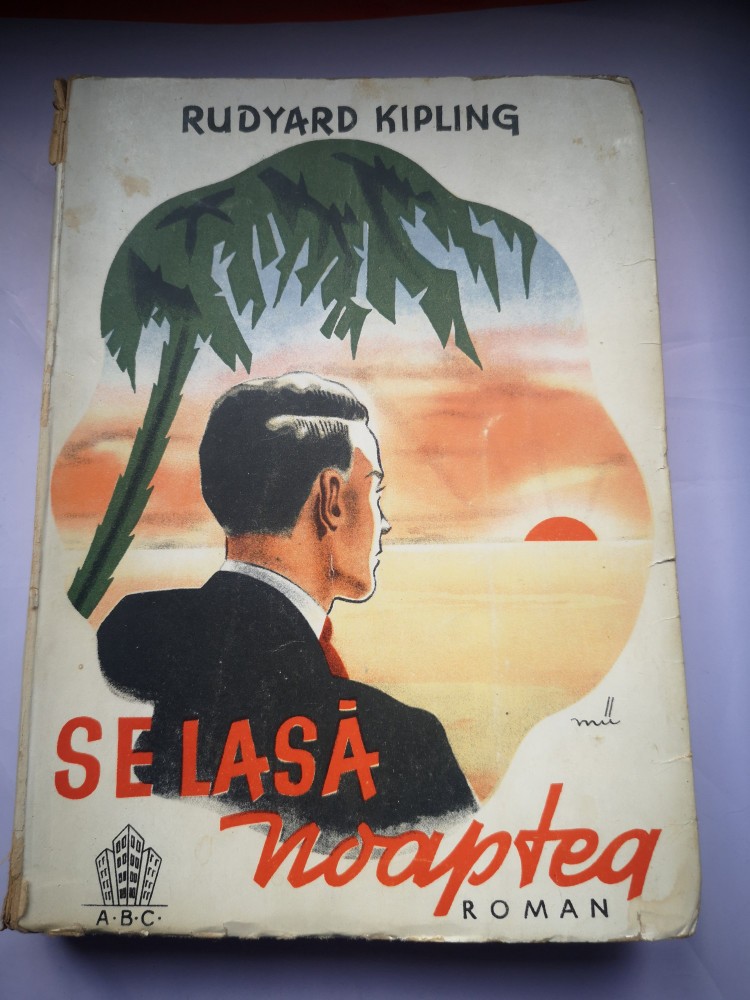 RUDYARD KIPLING
SE LASĂ
noaptea
ROMAN
A·B·C·